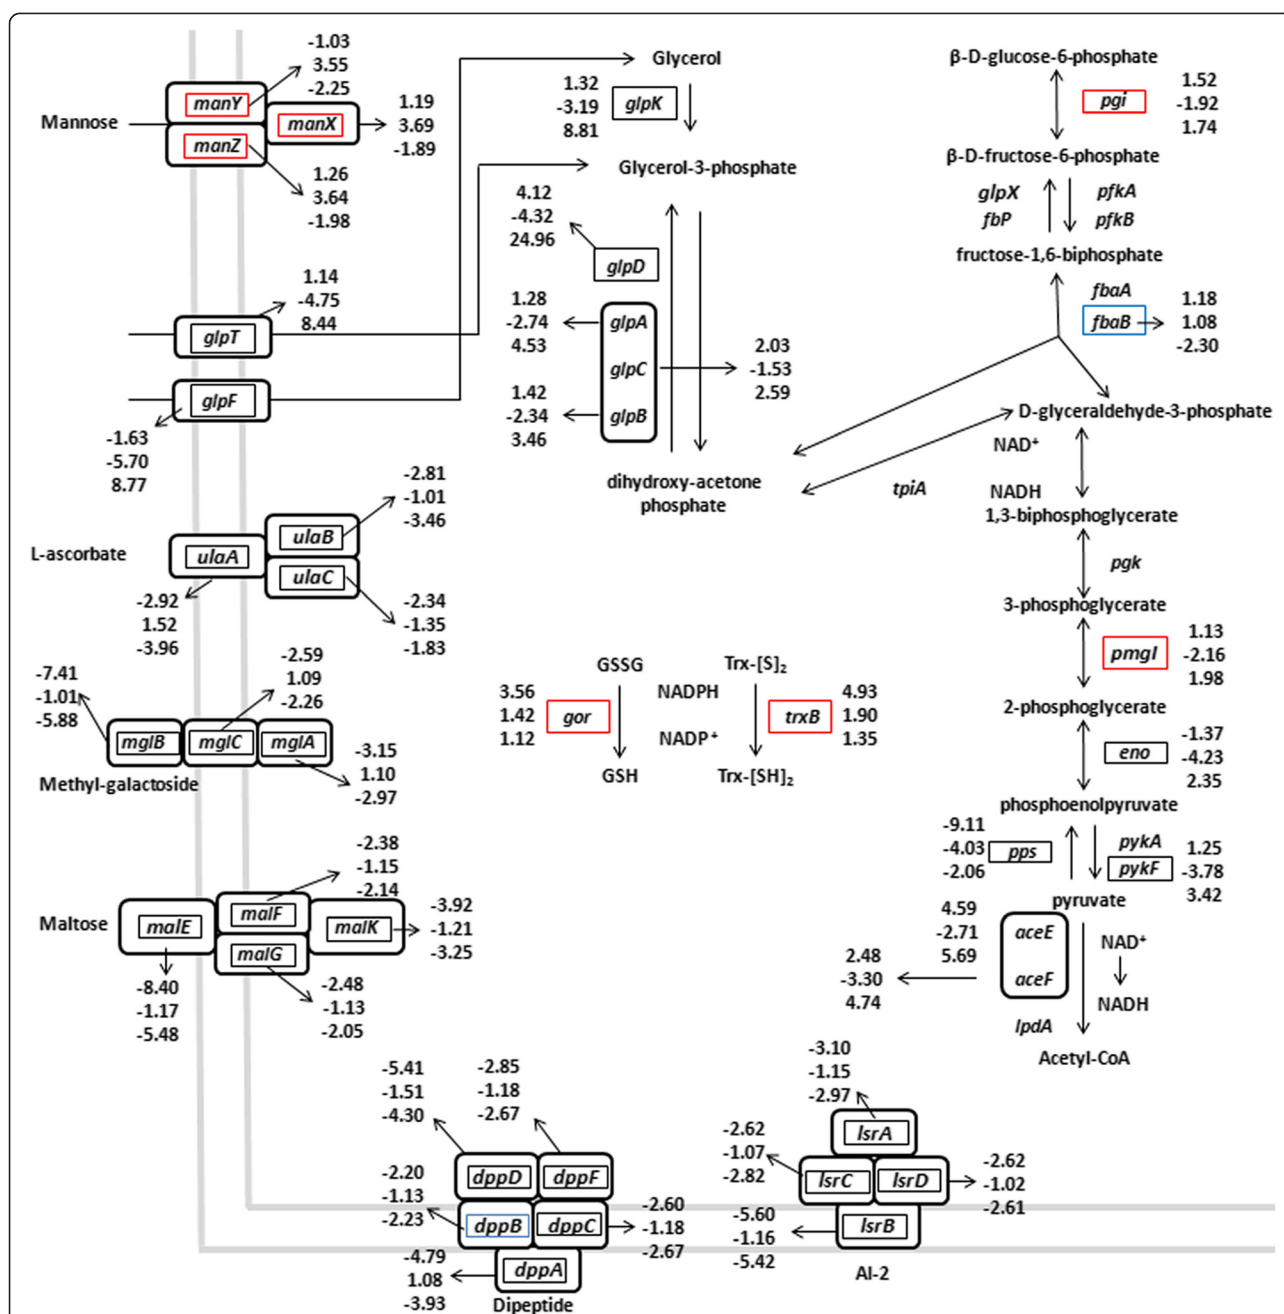 -1.03
3.55
-2.25
manY
Mannose
manX
manZ
1.19
3.69
-1.89
1.26
3.64
-1.98
Glycerol
1.32
-3.19
8.81
glpK
Glycerol-3-phosphate
4.12
-4.32
24.96
glpD
1.14
-4.75
8.44
glpT
glpF
-1.63
-5.70
8.77
1.28
-2.74
4.53
glpA
glpC
glpB
1.42
-2.34
3.46
2.03
-1.53
2.59
dihydroxy-acetone
phosphate
β-D-glucose-6-phosphate
pgi
1.52
-1.92
1.74
β-D-fructose-6-phosphate
glpX pfkA
fbP pfkB
fructose-1,6-biphosphate
fbaA
fbaB
1.18
1.08
-2.30
D-glyceraldehyde-3-phosphate
NAD+
tpiA
NADH
1,3-biphosphoglycerate
pgk
3-phosphoglycerate
pmgI
1.13
-2.16
1.98
2-phosphoglycerate
eno
-1.37
-4.23
2.35
phosphoenolpyruvate
-9.11
-4.03
-2.06
pps
pykA
pykF
1.25
-3.78
3.42
pyruvate
4.59
-2.71
5.69
aceE
aceF
2.48
-3.30
4.74
lpdA
NAD+
NADH
Acetyl-CoA
L-ascorbate
ulaA
ulaB
ulaC
-2.81
-1.01
-3.46
-2.92
1.52
-3.96
-2.34
-1.35
-1.83
-7.41
-1.01
-5.88
-2.59
1.09
-2.26
mglB mglC mglA
Methyl-galactoside
-3.15
1.10
-2.97
GSSG
3.56
1.42
1.12
gor
GSH
NADPH
NADP+
Trx-[S]2
trxB
4.93
1.90
1.35
Trx-[SH]2
-2.38
-1.15
-2.14
Maltose
malE
malF
malG
malK
-3.92
-1.21
-3.25
-8.40
-1.17
-5.48
-2.48
-1.13
-2.05
-5.41
-1.51
-4.30
-2.85
-1.18
-2.67
dppD dppF
-2.20
-1.13
-2.23
dppB dppC
-2.60
-1.18
-2.67
-4.79
1.08
-3.93
dppA
Dipeptide
-3.10
-1.15
-2.97
lsrA
-2.62
-1.07
-2.82
lsrC lsrD
-2.62
-1.02
-2.61
-5.60
-1.16
-5.42
lsrB
AI-2